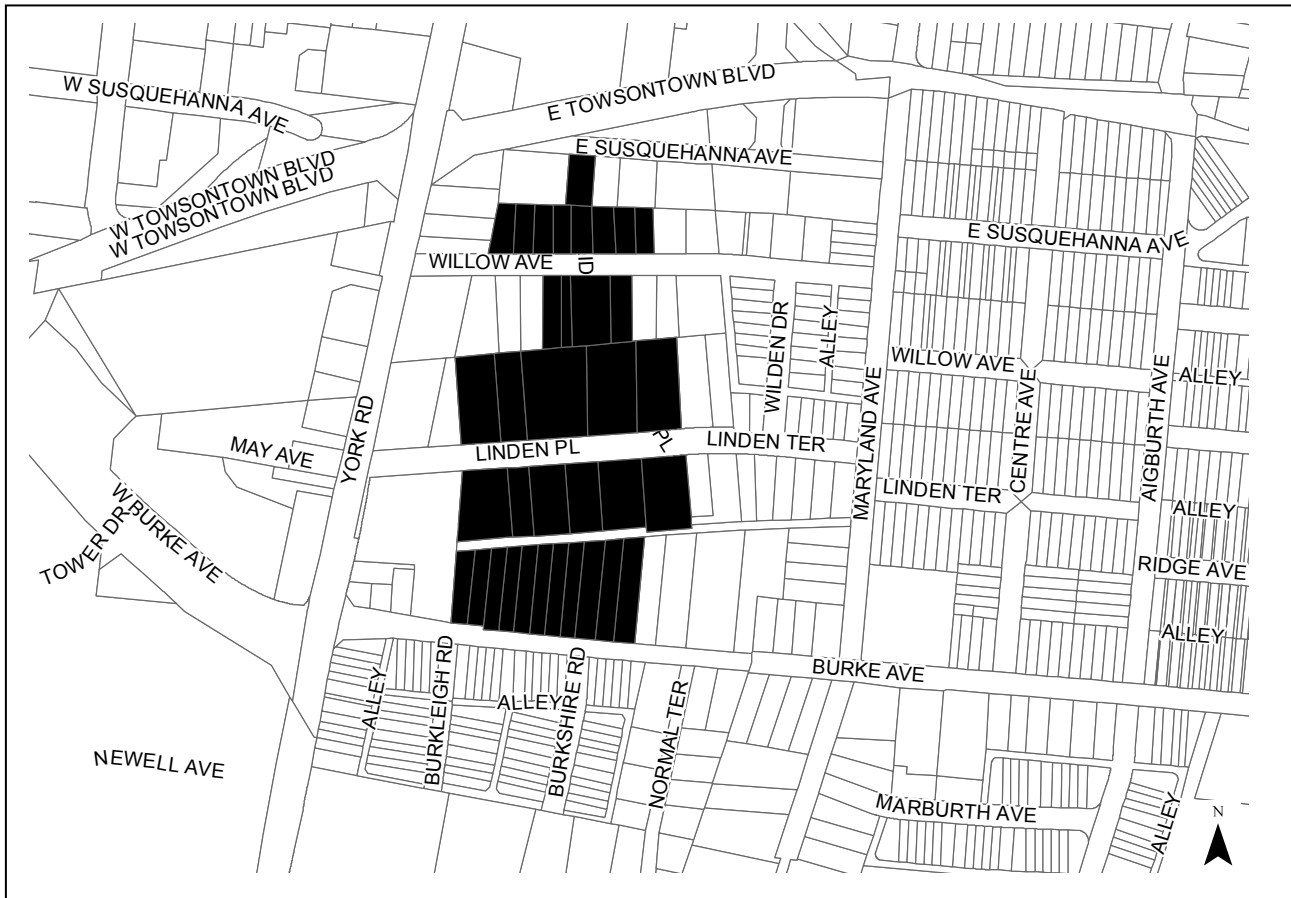 W SUSQUEHANNA AVE
E TOWSONTOWN BLVD
E SUSQUEHANNA AVE
W TOWSONTOWN BLVD
W TOWSONTOWN BLVD
E SUSQUEHANNA AVE
WILLOW AVE
ID
WILDEN DR
ALLEY
WILLOW AVE
ALLEY
YORK RD
MARYLAND AVE
CENTRE AVE
AIGBURTH AVE
MAY AVE
LINDEN PL
PL
LINDEN TER
LINDEN TER
ALLEY
W BURKE AVE
TOWER DR
RIDGE AVE
ALLEY
BURKE AVE
ALLEY
BURKLEIGH RD
ALLEY
BURKSHIRE RD
NORMAL TER
NEWELL AVE
MARBURTH AVE
ALLEY
N